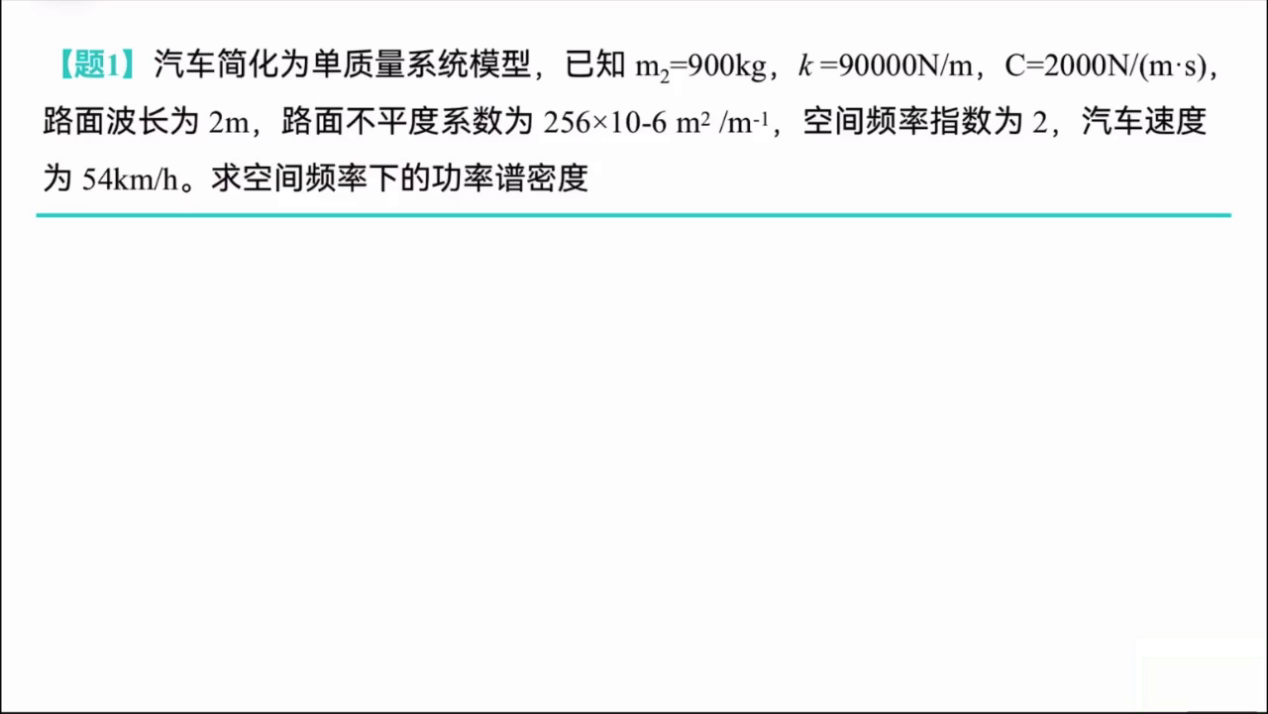 【题1】汽车简化为单质量系统模型，已知 m₂=900kg，k =90000N/m，C=2000N/(m·s)，
路面波长为 2m，路面不平度系数为 256×10-6 m² /m⁻¹，空间频率指数为 2，汽车速度
为 54km/h。求空间频率下的功率谱密度